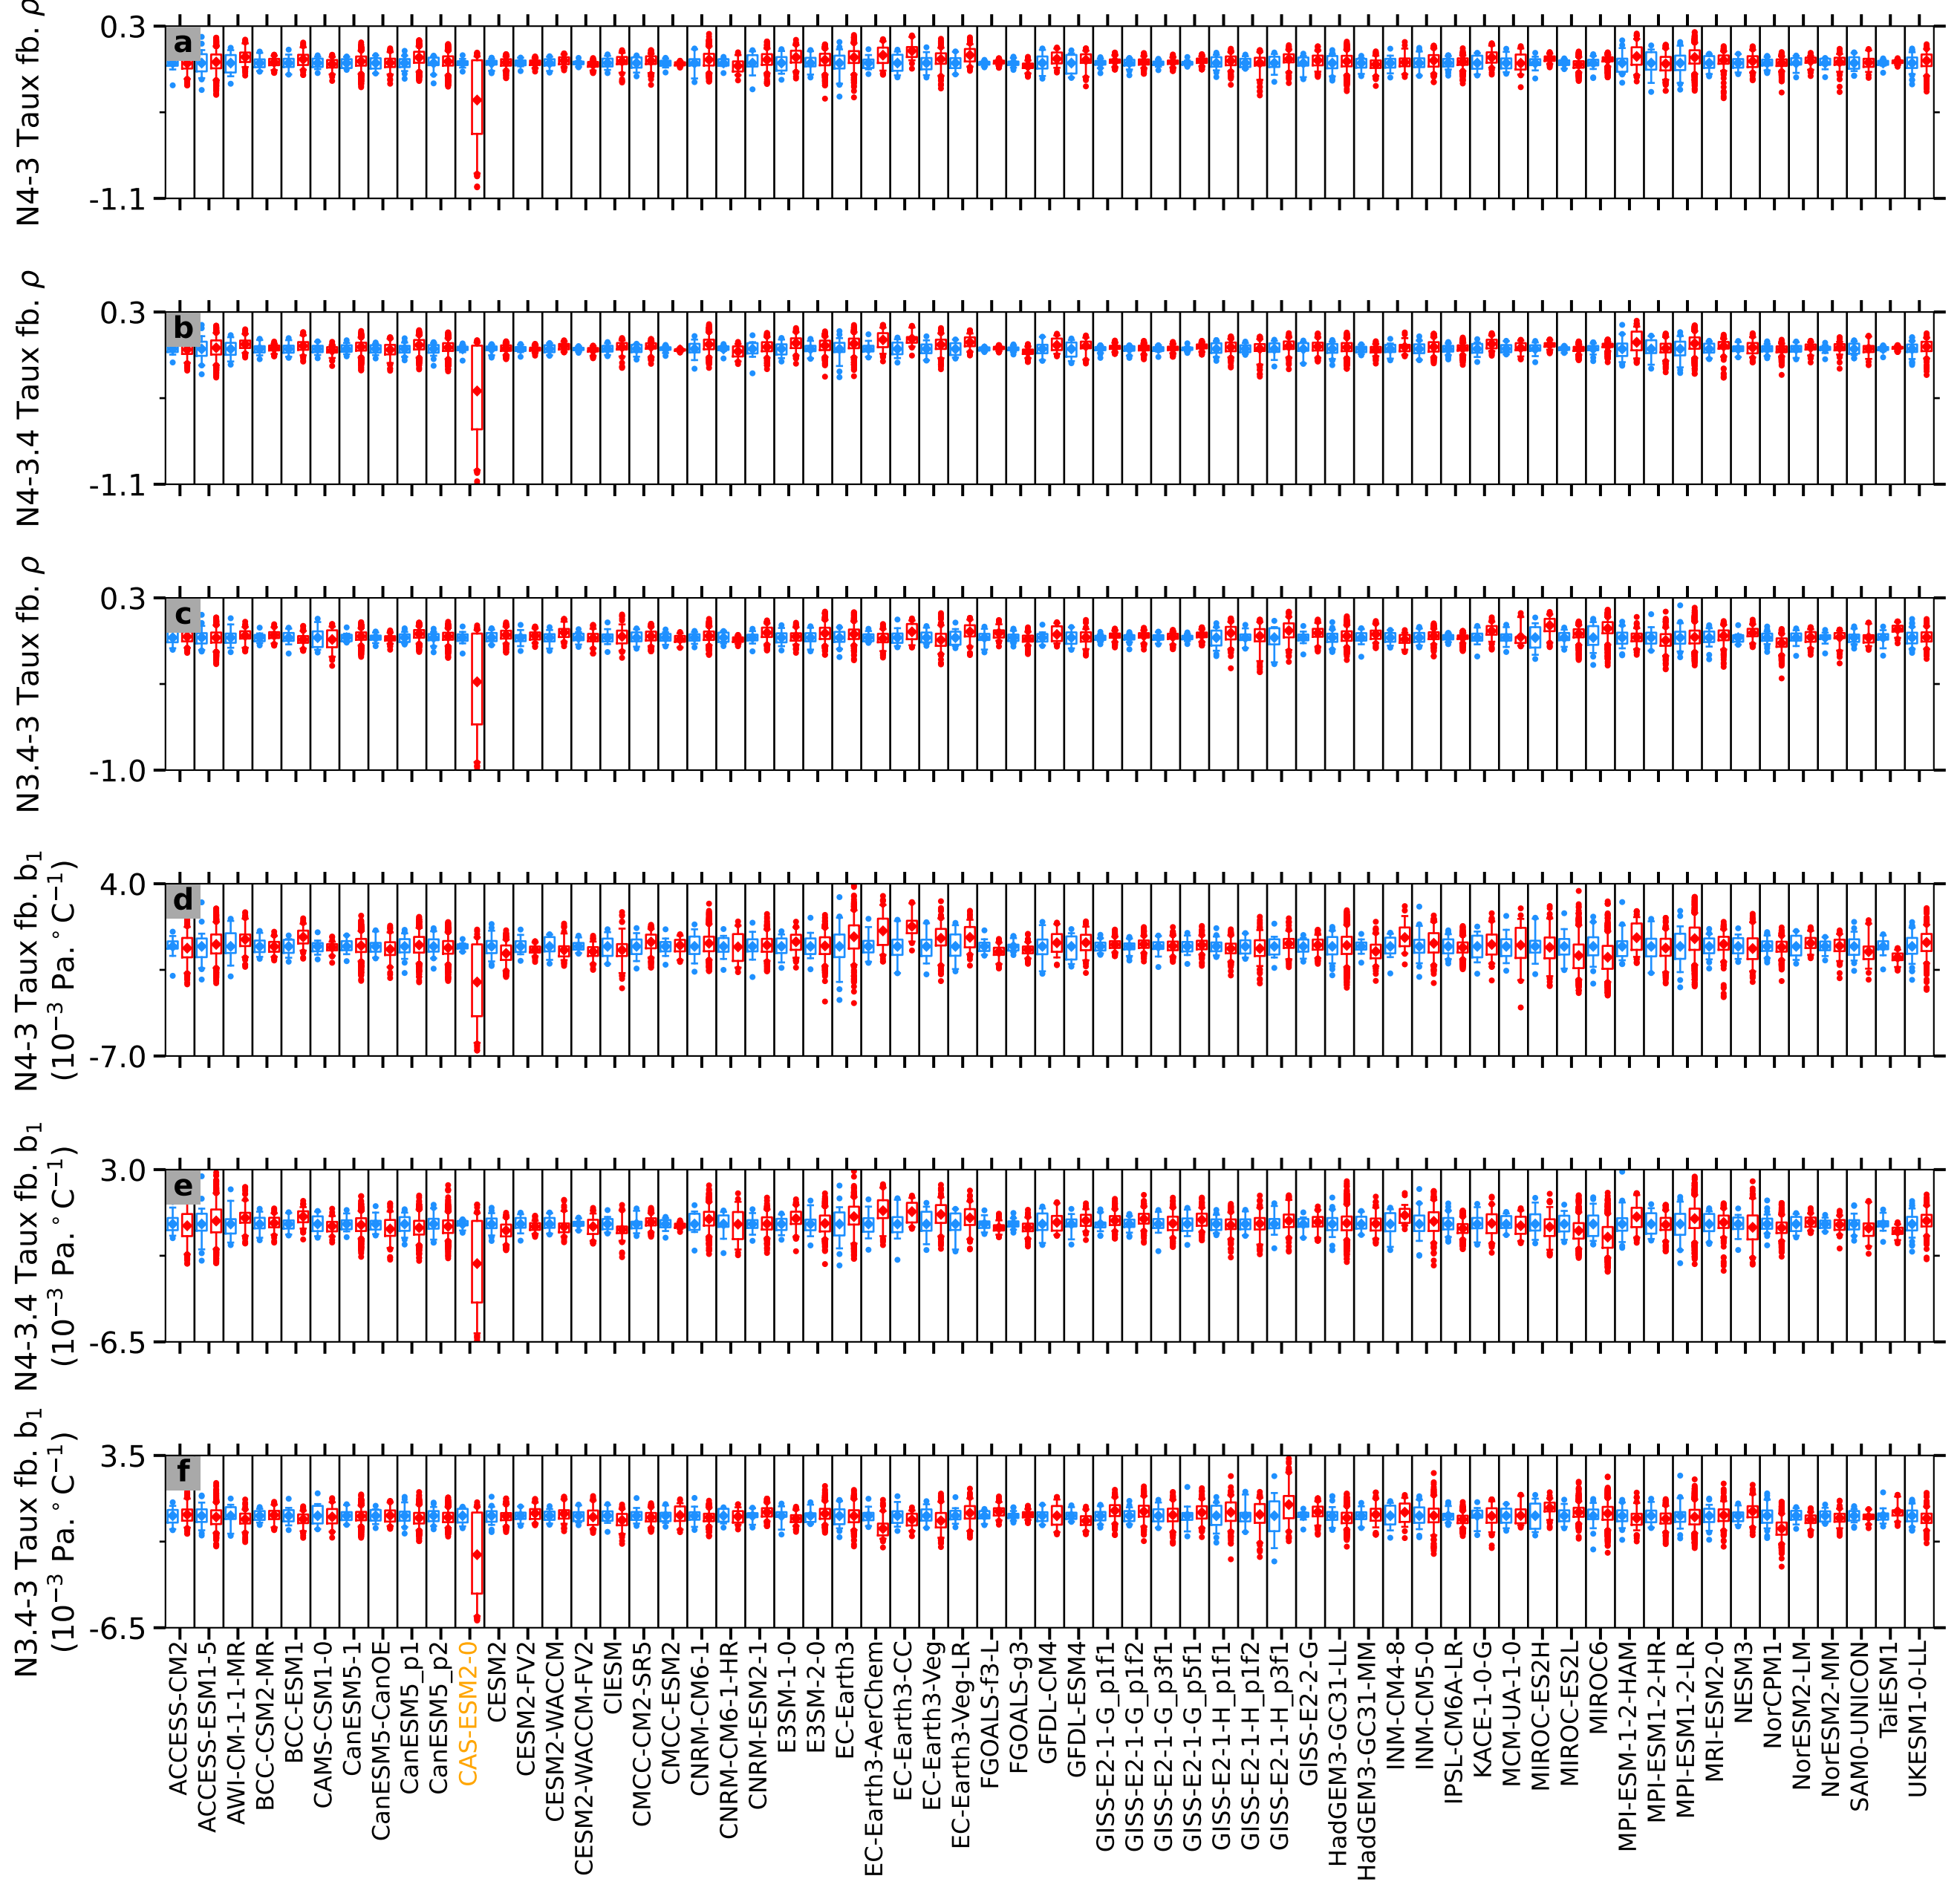 N4-3 Taux fb. ρ
0.3
a
-1.1
N4-3.4 Taux fb. ρ
0.3
b
-1.1
N3.4-3 Taux fb. ρ
0.3
c
-1.0
N4-3 Taux fb. b₁
(10⁻³ Pa.°C⁻¹)
4.0
d
-7.0
N4-3.4 Taux fb. b₁
(10⁻³ Pa.°C⁻¹)
3.0
e
-6.5
N3.4-3 Taux fb. b₁
(10⁻³ Pa.°C⁻¹)
3.5
f
-6.5
ACCESS-CM2
ACCESS-ESM1-5
AWI-CM-1-1-MR
BCC-CSM2-MR
BCC-ESM1
CAMS-CSM1-0
CanESM5-1
CanESM5-CanOE
CanESM5_p1
CanESM5_p2
CAS-ESM2-0
CESM2
CESM2-FV2
CESM2-WACCM
CESM2-WACCM-FV2
CIESM
CMCC-CM2-SR5
CMCC-ESM2
CNRM-CM6-1
CNRM-CM6-1-HR
CNRM-ESM2-1
E3SM-1-0
E3SM-2-0
EC-Earth3
EC-Earth3-AerChem
EC-Earth3-CC
EC-Earth3-Veg
EC-Earth3-Veg-LR
FGOALS-f3-L
FGOALS-g3
GFDL-CM4
GFDL-ESM4
GISS-E2-1-G_p1f1
GISS-E2-1-G_p1f2
GISS-E2-1-G_p3f1
GISS-E2-1-G_p5f1
GISS-E2-1-H_p1f1
GISS-E2-1-H_p1f2
GISS-E2-1-H_p3f1
GISS-E2-2-G
HadGEM3-GC31-LL
HadGEM3-GC31-MM
INM-CM4-8
INM-CM5-0
IPSL-CM6A-LR
KACE-1-0-G
MCM-UA-1-0
MIROC-ES2H
MIROC-ES2L
MIROC6
MPI-ESM-1-2-HAM
MPI-ESM1-2-HR
MPI-ESM1-2-LR
MRI-ESM2-0
NESM3
NorCPM1
NorESM2-LM
NorESM2-MM
SAM0-UNICON
TaiESM1
UKESM1-0-LL